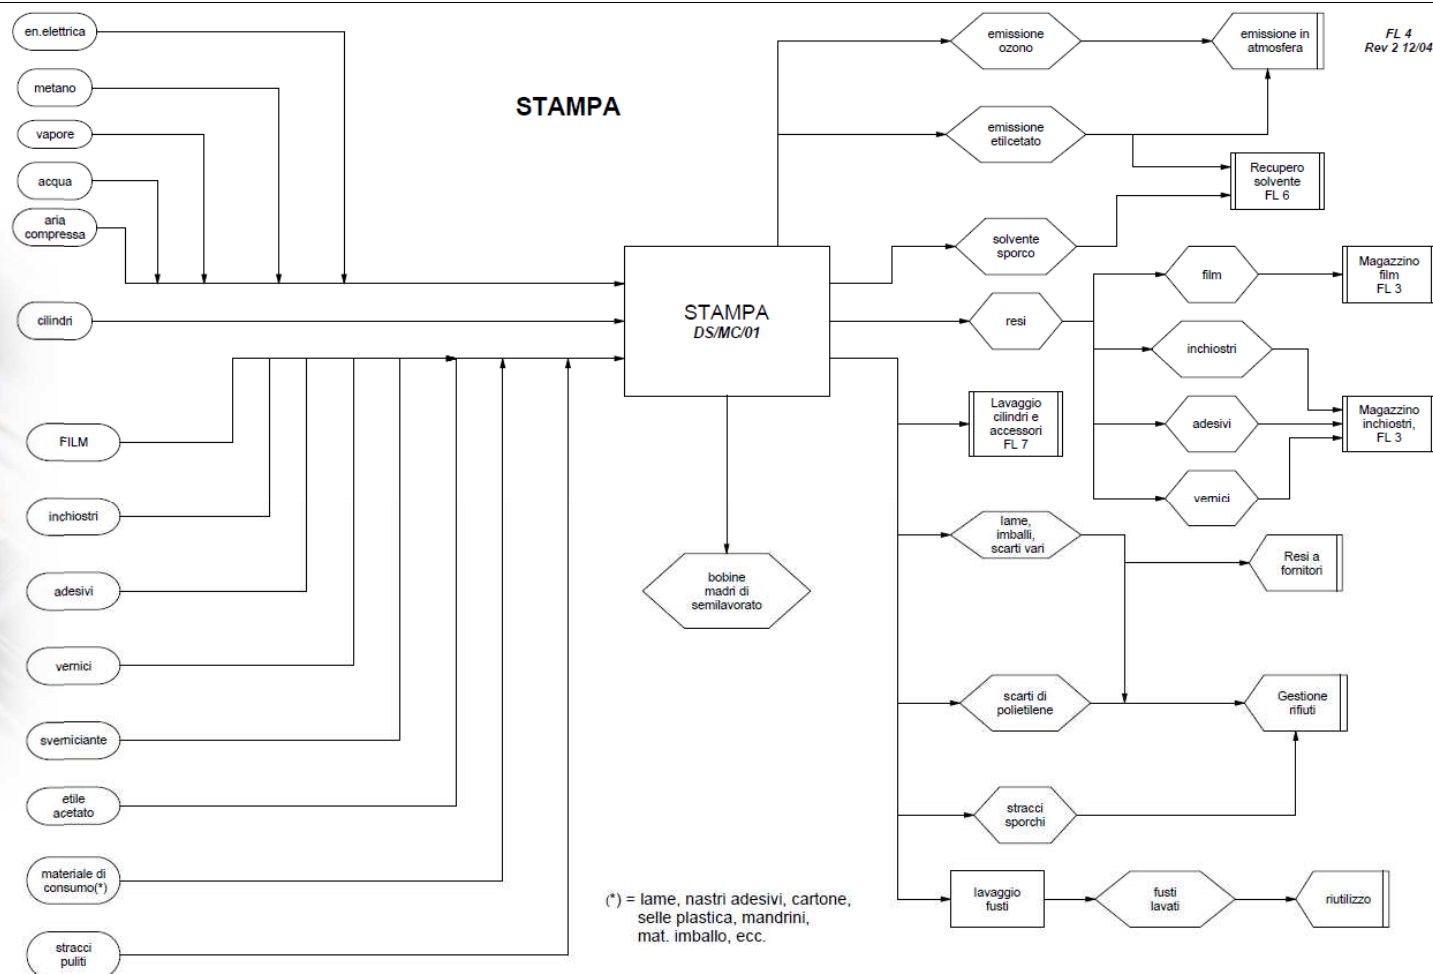 en.elettrica
metano
vapore
acqua
aria
compressa
cilindri
FILM
inchiostri
adesivi
vernici
sverniciante
etile
acetato
materiale di
consumo(*)
stracci
puliti
STAMPA
STAMPA
DS/MC/01
bobine
madri di
semilavorato
(*) = lame, nastri adesivi, cartone,
selle plastica, mandrini,
mat. imballo, ecc.
emissione
ozono
emissione in
atmosfera
FL 4
Rev 2 12/04
emissione
etilcetato
Recupero
solvente
FL 6
solvente
sporco
resi
film
Magazzino
film
FL 3
inchiostri
adesivi
Magazzino
inchiostri,
FL 3
vernici
Lavaggio
cilindri e
accessori
FL 7
lame,
imballi,
scarti vari
Resi a
fornitori
scarti di
polietilene
Gestione
rifiuti
stracci
sporchi
lavaggio
fusti
fusti
lavati
riutilizzo